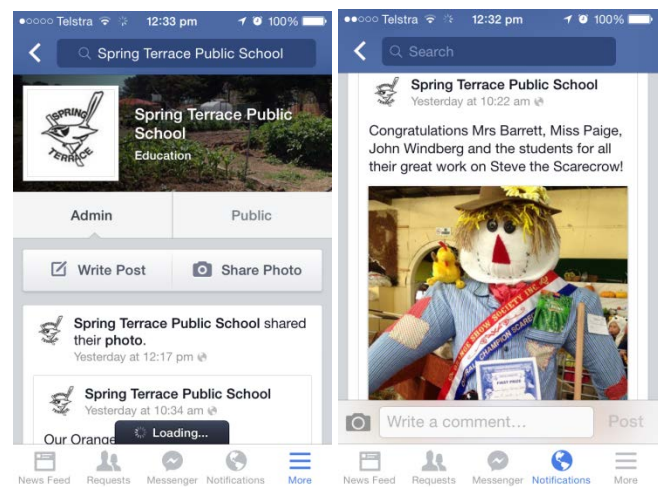 Telstra 12:33 pm 100%
Spring Terrace Public School
SPRING
TERRACE
Spring Terrace Public
School
Education
Admin Public
Write Post Share Photo
Spring Terrace Public School shared
their photo.
Yesterday at 12:17 pm
Spring Terrace Public School
Yesterday at 10:34 am
Our Orange
Loading...
News Feed Requests Messenger Notifications More
Telstra 12:32 pm 100%
Search
Spring Terrace Public School
Yesterday at 10:22 am
Congratulations Mrs Barrett, Miss Paige,
John Windberg and the students for all
their great work on Steve the Scarecrow!
SHOW SOCIETY INC
CHAMPION SCARE
FIRST PRIZE
Write a comment... Post
News Feed Requests Messenger Notifications More